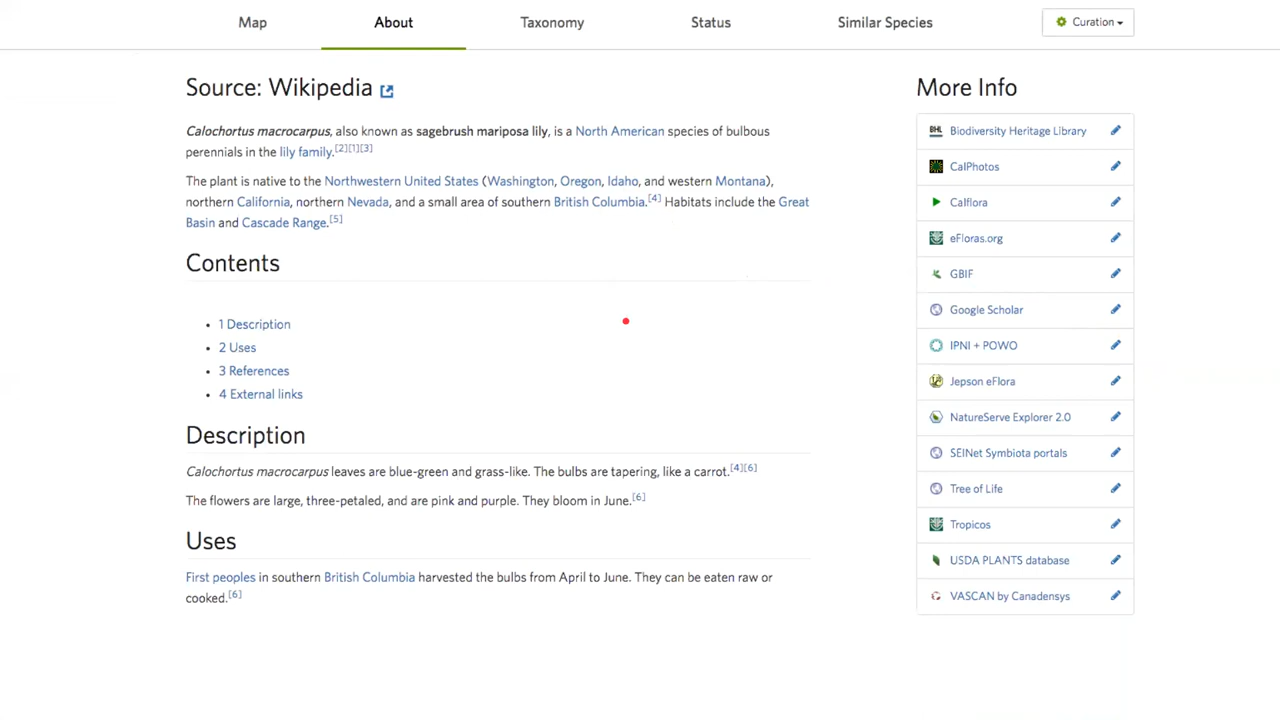 Map About Taxonomy Status Similar Species Curation
Source: Wikipedia
Calochortus macrocarpus, also known as sagebrush mariposa lily, is a North American species of bulbous
perennials in the lily family.[2][1][3]
The plant is native to the Northwestern United States (Washington, Oregon, Idaho, and western Montana),
northern California, northern Nevada, and a small area of southern British Columbia.[4] Habitats include the Great
Basin and Cascade Range.[5]
Contents
• 1 Description
• 2 Uses
• 3 References
• 4 External links
Description
Calochortus macrocarpus leaves are blue-green and grass-like. The bulbs are tapering, like a carrot.[4][6]
The flowers are large, three-petaled, and are pink and purple. They bloom in June.[6]
Uses
First peoples in southern British Columbia harvested the bulbs from April to June. They can be eaten raw or
cooked.[6]
More Info
BHL Biodiversity Heritage Library
CalPhotos
Calflora
eFloras.org
GBIF
Google Scholar
IPNI + POWO
Jepson eFlora
NatureServe Explorer 2.0
SEINet Symbiota portals
Tree of Life
Tropicos
USDA PLANTS database
VASCAN by Canadensys